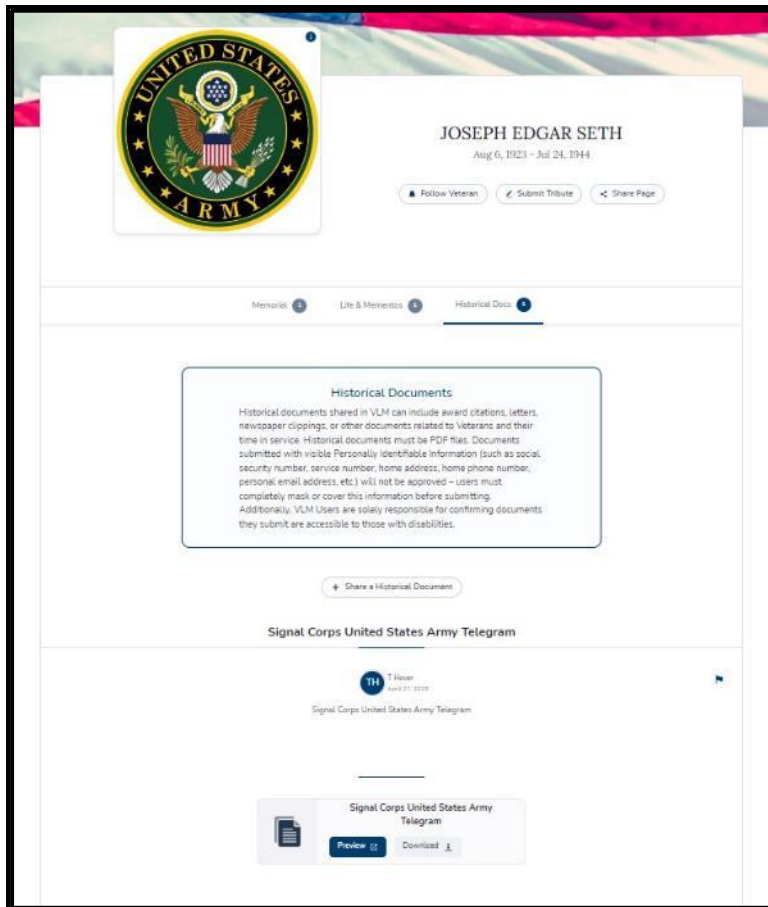 UNITED STATES
ARMY
JOSEPH EDGAR SETH
Aug 6, 1923 - Jul 24, 1944
Follow Veteran
Submit Tribute
Share Page
Memorial
Life & Mementos
Historical Docs
Historical Documents
Historical documents shared in VLM can include award citations, letters,
newspaper clippings, or other documents related to Veterans and their
time in service. Historical documents must be PDF files. Documents
submitted with visible Personally Identifiable Information (such as social
security number, service number, home address, home phone number,
personal email address, etc.) will not be approved – users must
completely mask or cover this information before submitting.
Additionally, VLM Users are solely responsible for confirming documents
they submit are accessible to those with disabilities.
+ Share a Historical Document
Signal Corps United States Army Telegram
TH
T
April
Signal Corps United States Army Telegram
Signal Corps United States Army
Telegram
Preview
Download